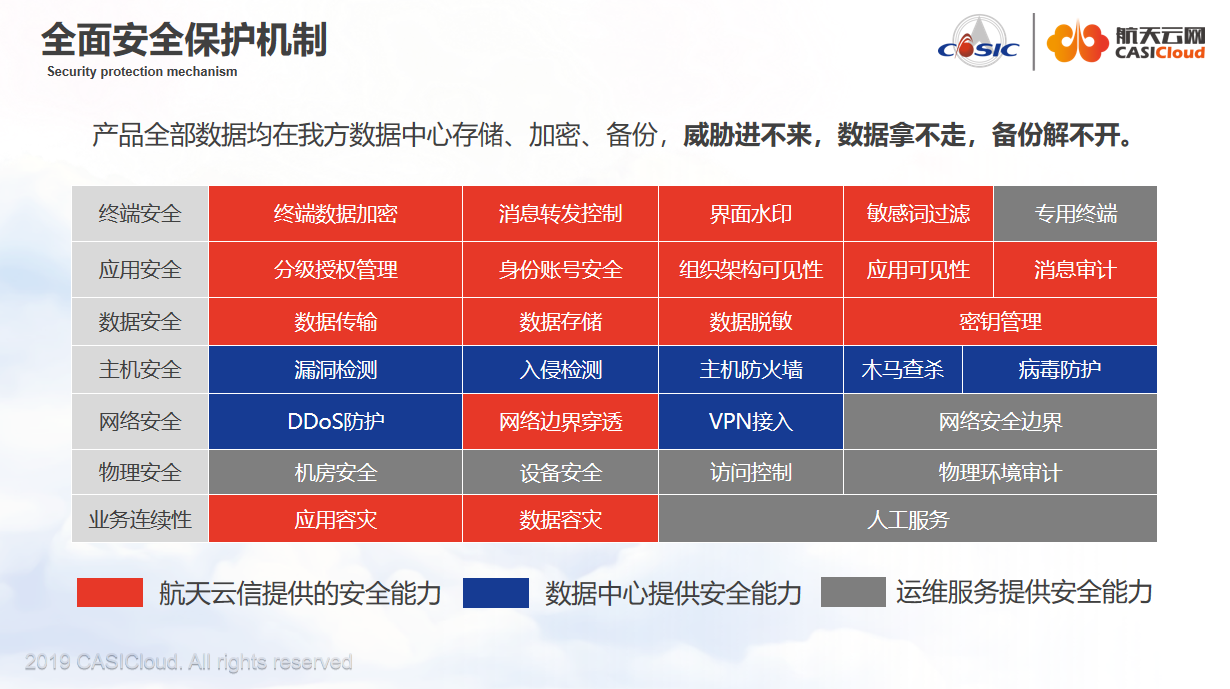 全面安全保护机制
Security protection mechanism
CASIC
航天云网
CASICloud
产品全部数据均在我方数据中心存储、加密、备份，威胁进不来，数据拿不走，备份解不开。
终端安全 终端数据加密 消息转发控制 界面水印 敏感词过滤 专用终端
应用安全 分级授权管理 身份账号安全 组织架构可见性 应用可见性 消息审计
数据安全 数据传输 数据存储 数据脱敏 密钥管理
主机安全 漏洞检测 入侵检测 主机防火墙 木马查杀 病毒防护
网络安全 DDoS防护 网络边界穿透 VPN接入 网络安全边界
物理安全 机房安全 设备安全 访问控制 物理环境审计
业务连续性 应用容灾 数据容灾 人工服务
航天云信提供的安全能力 数据中心提供安全能力 运维服务提供安全能力
2019 CASICloud. All rights reserved